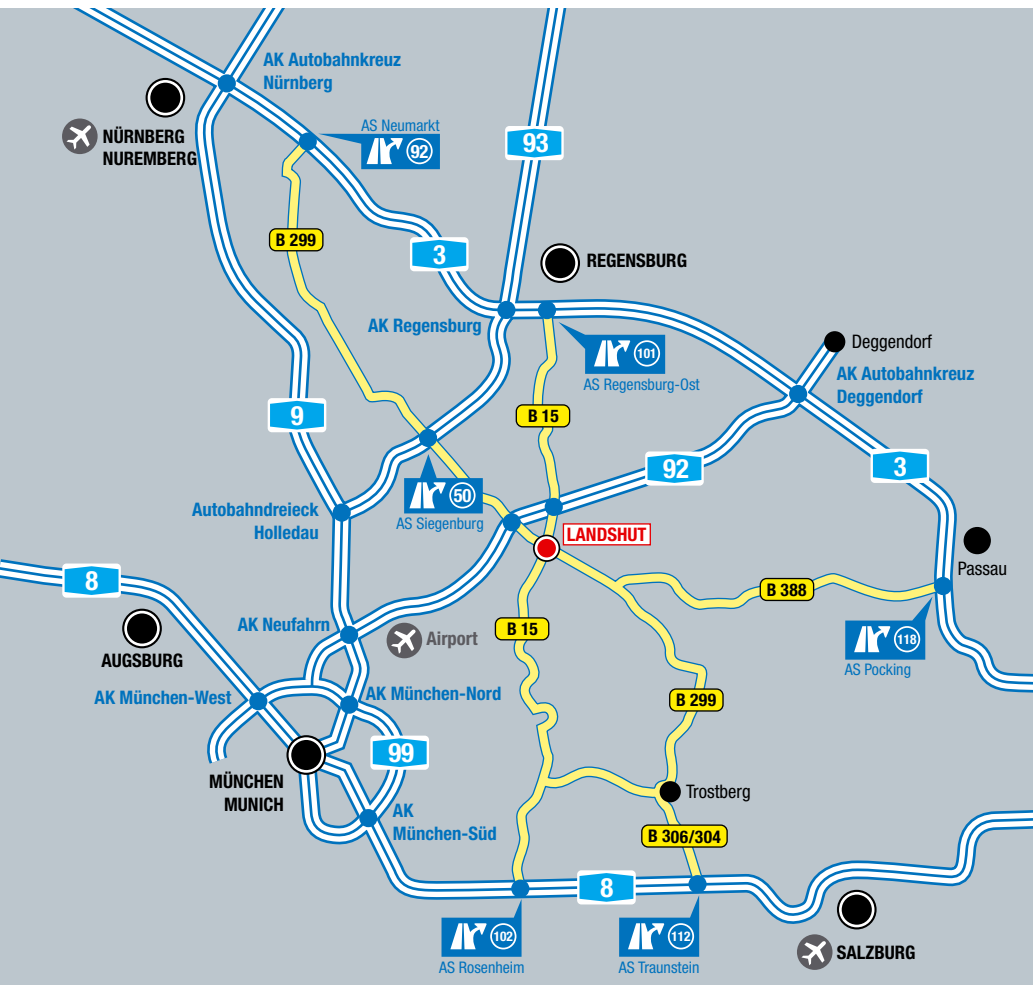 AK Autobahnkreuz
Nürnberg
NÜRNBERG
NUREMBERG
AS Neumarkt
92
93
B 299
3
REGENSBURG
AK Regensburg
101
AS Regensburg-Ost
Deggendorf
AK Autobahnkreuz
Deggendorf
9
B 15
92
3
50
AS Siegenburg
Autobahndreieck
Holledau
LANDSHUT
Passau
8
B 388
AK Neufahrn
Airport
B 15
118
AS Pocking
AUGSBURG
AK München-West
AK München-Nord
B 299
99
MÜNCHEN
MUNICH
Trostberg
AK
München-Süd
B 306/304
8
102
AS Rosenheim
112
AS Traunstein
SALZBURG